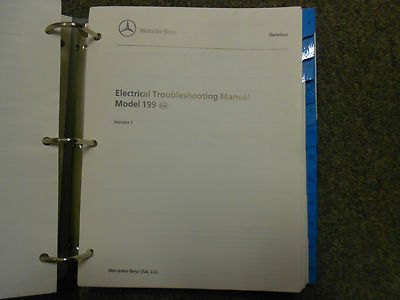 Mercedes-Benz
Service
Electrical Troubleshooting Manual
Model 199
Volume 1
Mercedes-Benz USA, LLC.